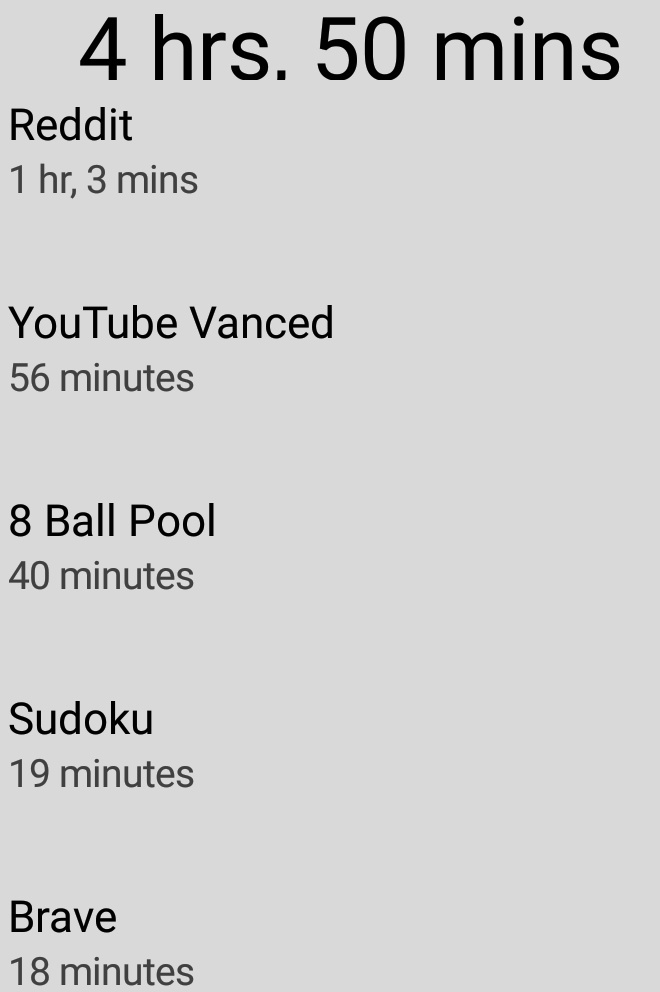 4 hrs. 50 mins
Reddit
1 hr, 3 mins
YouTube Vanced
56 minutes
8 Ball Pool
40 minutes
Sudoku
19 minutes
Brave
18 minutes